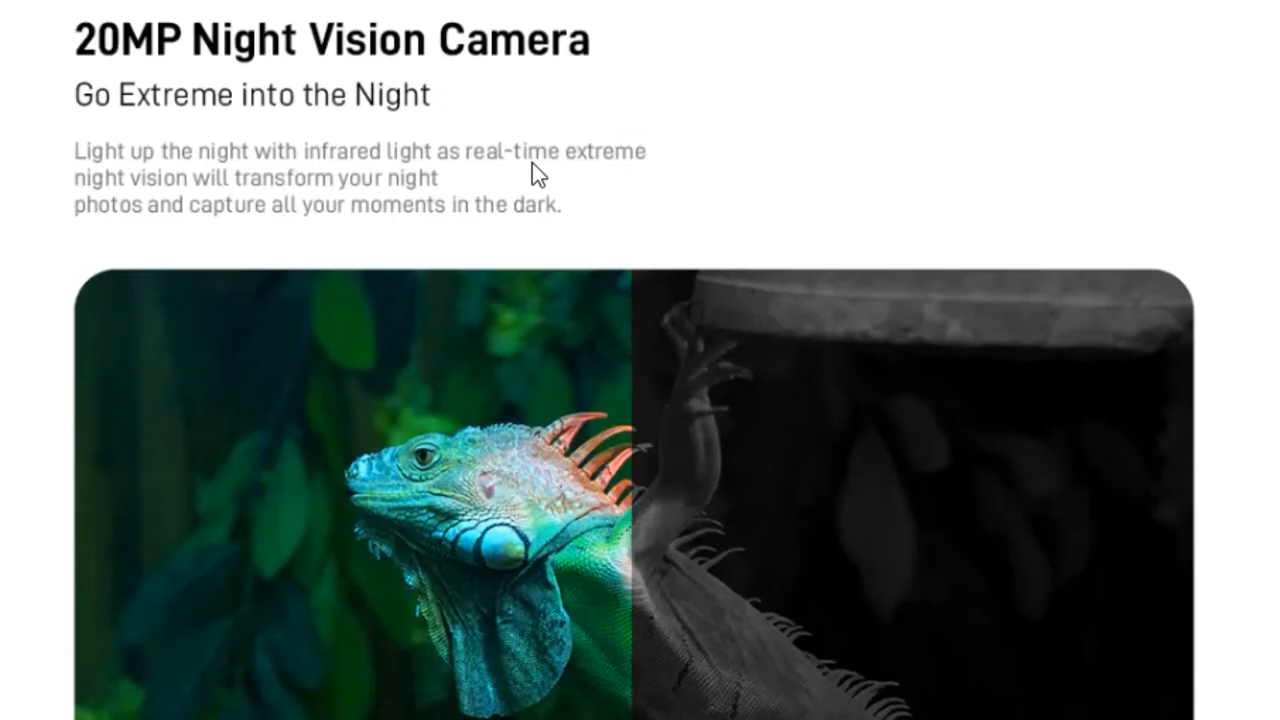 20MP Night Vision Camera
Go Extreme into the Night
Light up the night with infrared light as real-time extreme
night vision will transform your night
photos and capture all your moments in the dark.